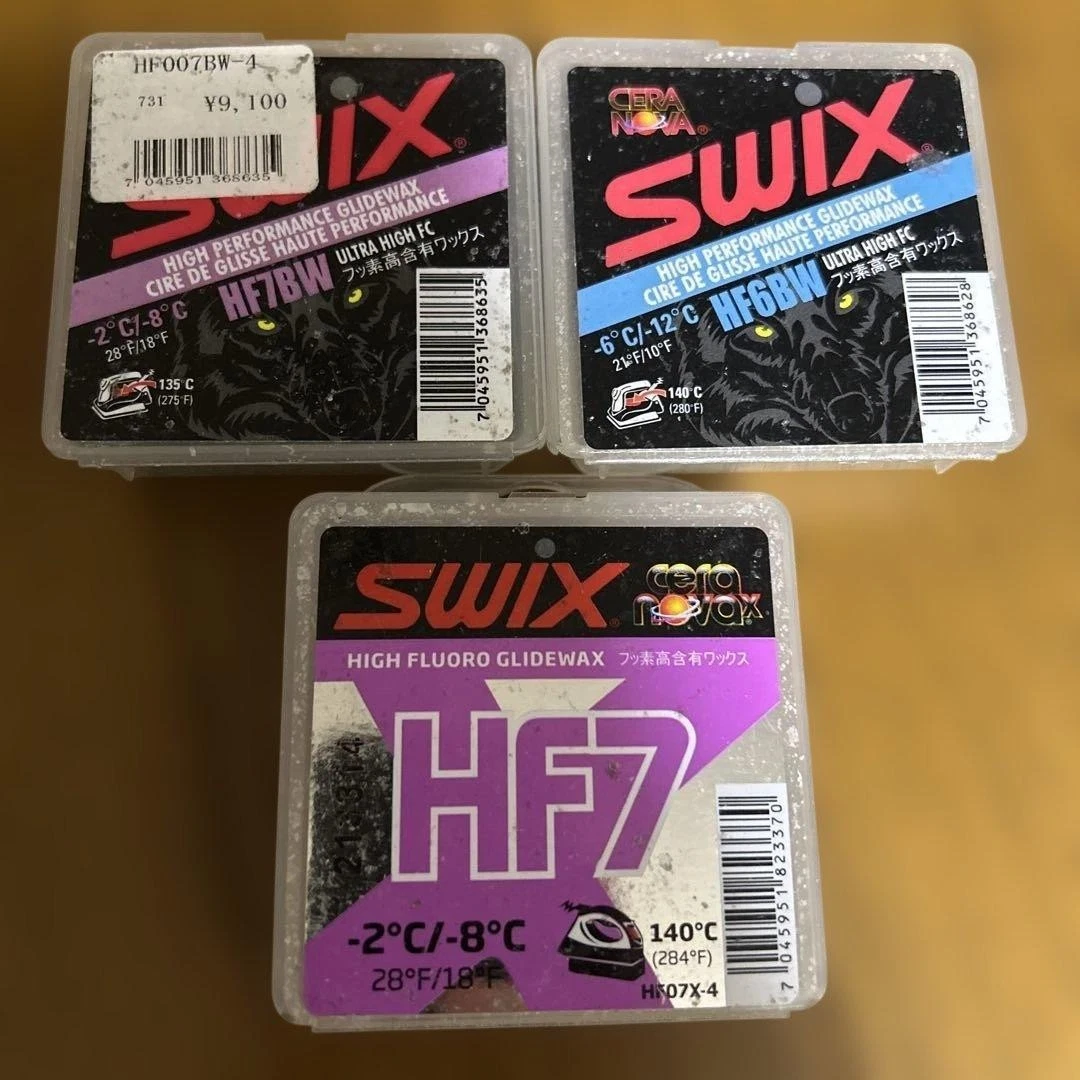 HF007BW-4
731 ¥9,100
7 045951 368635
SWIX®
HIGH PERFORMANCE GLIDEWAX
CIRE DE GLISSE HAUTE PERFORMANCE
HF7BW
ULTRA HIGH FC
フッ素高含有ワックス
-2°C/-8°C
28°F/18°F
135°C
(275°F)
7 045951 368635
CERA
NOVA®
SWIX®
HIGH PERFORMANCE GLIDEWAX
CIRE DE GLISSE HAUTE PERFORMANCE
HF6BW
ULTRA HIGH FC
フッ素高含有ワックス
-6°C/-12°C
21°F/10°F
140°C
(280°F)
7 045951 368628
SWIX®
cera
novax®
HIGH FLUORO GLIDEWAX フッ素高含有ワックス
HF7
213314
-2°C/-8°C
28°F/18°F
140°C
(284°F)
HF07X-4
7 045951 823370